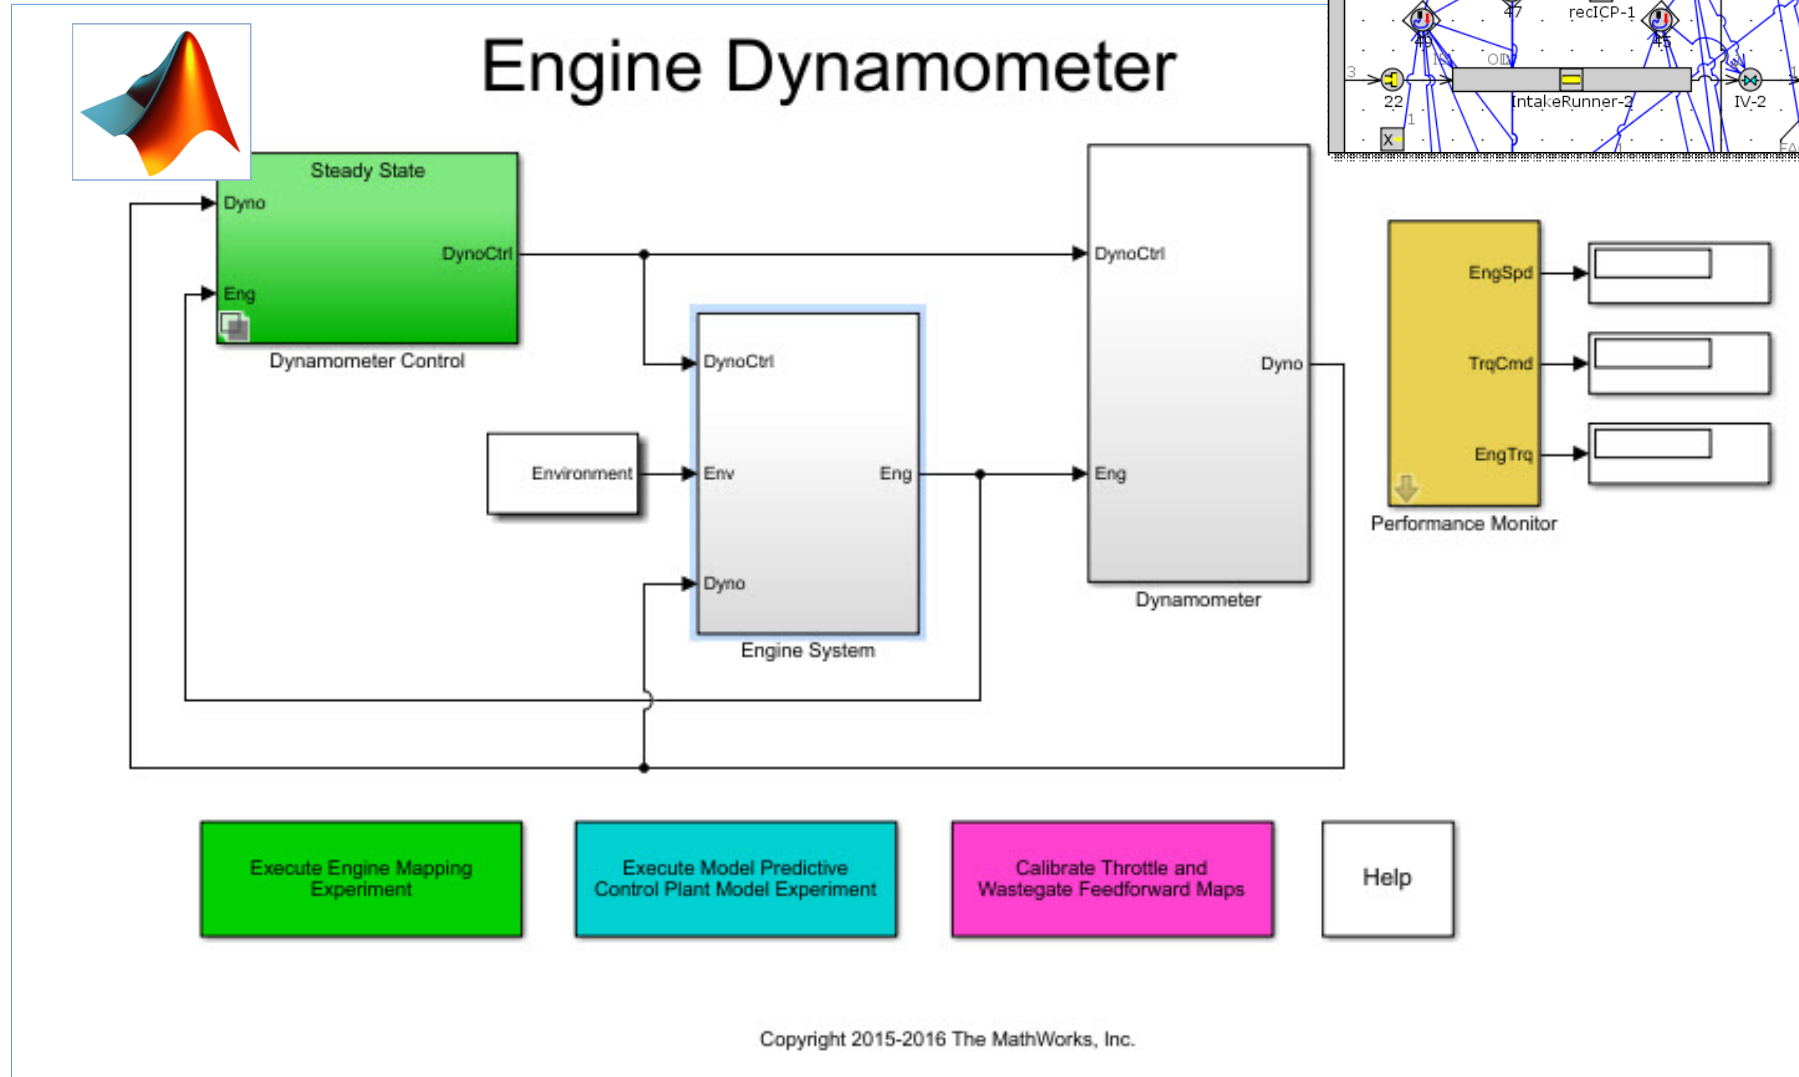 Engine Dynamometer
47
recICP-1
45
3
22
IntakeRunner-2
IV-2
1
X
Steady State
Dyno
DynoCtrl
Eng
Dynamometer Control
DynoCtrl
Env
Eng
Dyno
Engine System
Environment
DynoCtrl
Dyno
Eng
Dynamometer
EngSpd
TrqCmd
EngTrq
Performance Monitor
Execute Engine Mapping
Experiment
Execute Model Predictive
Control Plant Model Experiment
Calibrate Throttle and
Wastegate Feedforward Maps
Help
Copyright 2015-2016 The MathWorks, Inc.